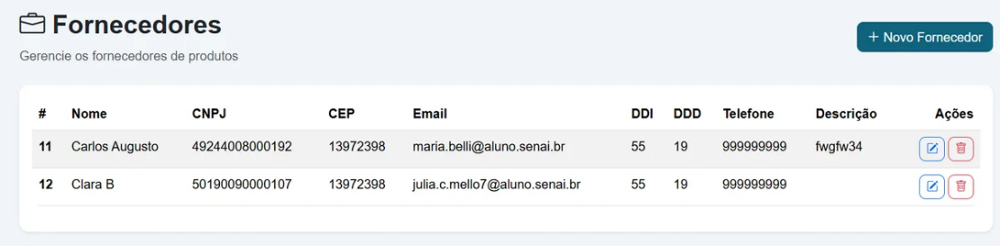 Fornecedores
+ Novo Fornecedor
Gerencie os fornecedores de produtos
# Nome CNPJ CEP Email DDI DDD Telefone Descrição Ações
11 Carlos Augusto 49244008000192 13972398 maria.belli@aluno.senai.br 55 19 999999999 fwgfw34
12 Clara B 50190090000107 13972398 julia.c.mello7@aluno.senai.br 55 19 999999999